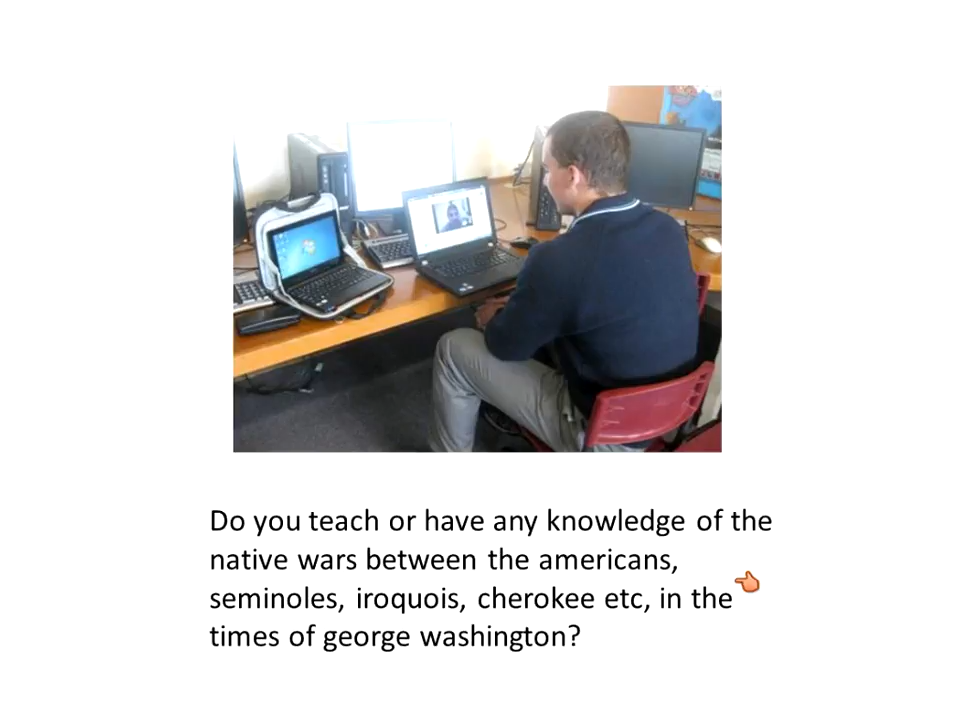 Do you teach or have any knowledge of the
native wars between the americans,
seminoles, iroquois, cherokee etc, in the
times of george washington?